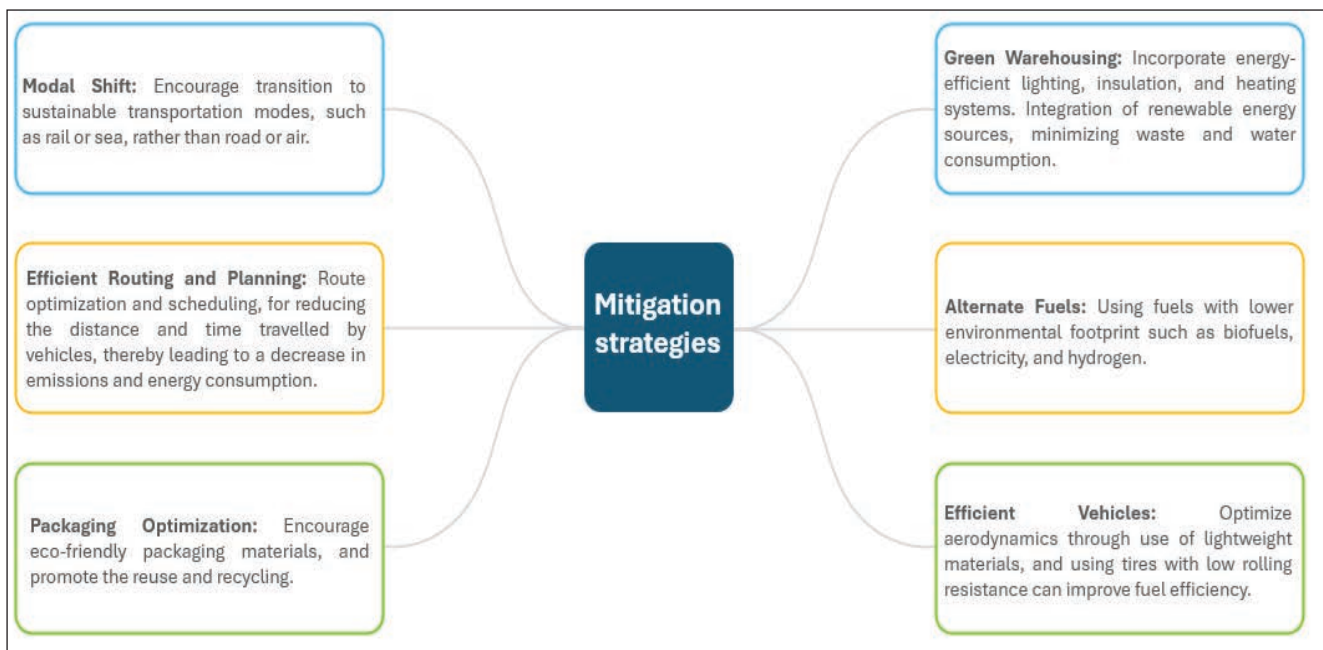 Modal Shift: Encourage transition to
sustainable transportation modes, such
as rail or sea, rather than road or air.
Efficient Routing and Planning: Route
optimization and scheduling, for reducing
the distance and time travelled by
vehicles, thereby leading to a decrease in
emissions and energy consumption.
Packaging Optimization: Encourage
eco-friendly packaging materials, and
promote the reuse and recycling.
Mitigation
strategies
Green Warehousing: Incorporate energy-
efficient lighting, insulation, and heating
systems. Integration of renewable energy
sources, minimizing waste and water
consumption.
Alternate Fuels: Using fuels with lower
environmental footprint such as biofuels,
electricity, and hydrogen.
Efficient Vehicles: Optimize
aerodynamics through use of lightweight
materials, and using tires with low rolling
resistance can improve fuel efficiency.